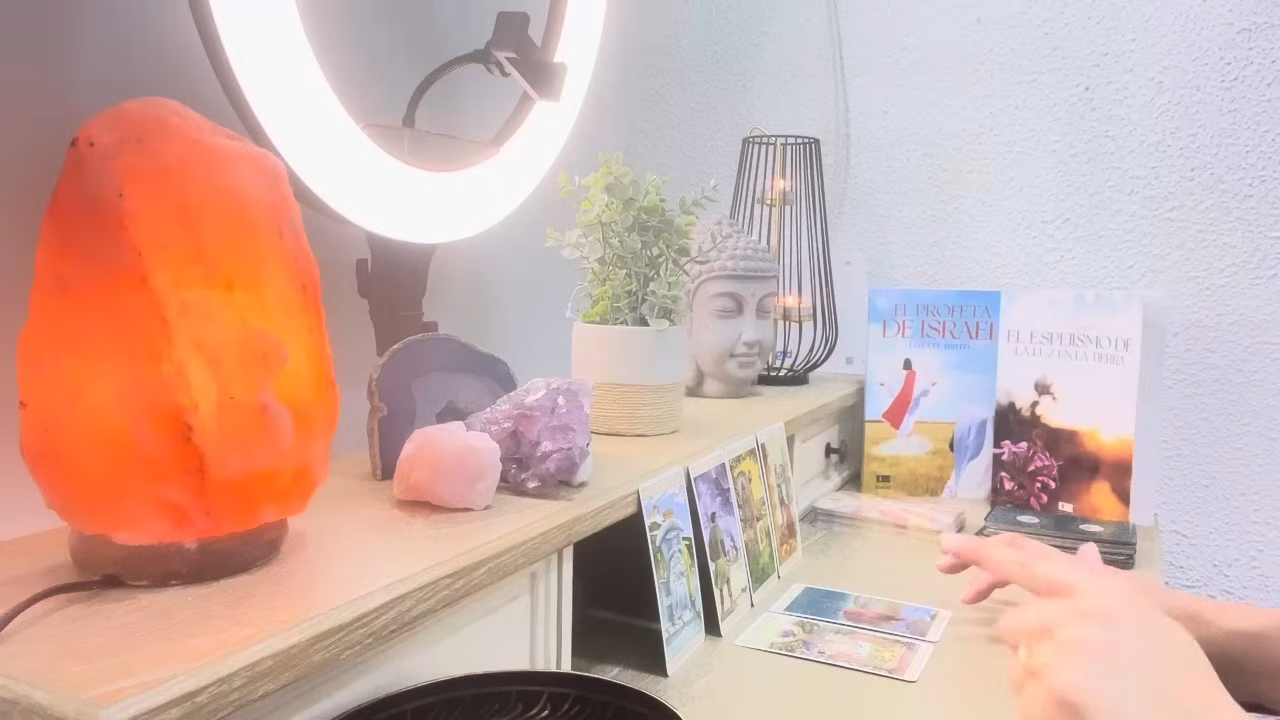 EL PROFETA
DE ISRAEL
EL ESPEJISMO DE
LA LUZ EN LA TIERRA